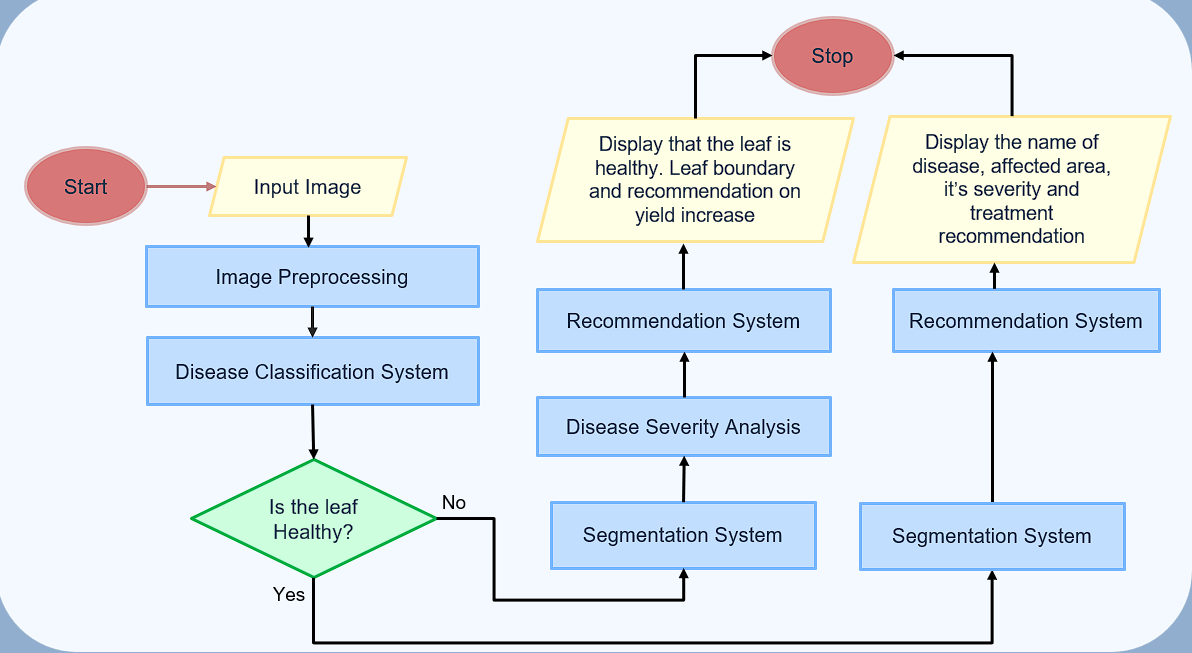 Start
Input Image
Image Preprocessing
Disease Classification System
Is the leaf
Healthy?
No
Yes
Segmentation System
Disease Severity Analysis
Recommendation System
Display that the leaf is
healthy. Leaf boundary
and recommendation on
yield increase
Segmentation System
Recommendation System
Display the name of
disease, affected area,
it's severity and
treatment
recommendation
Stop